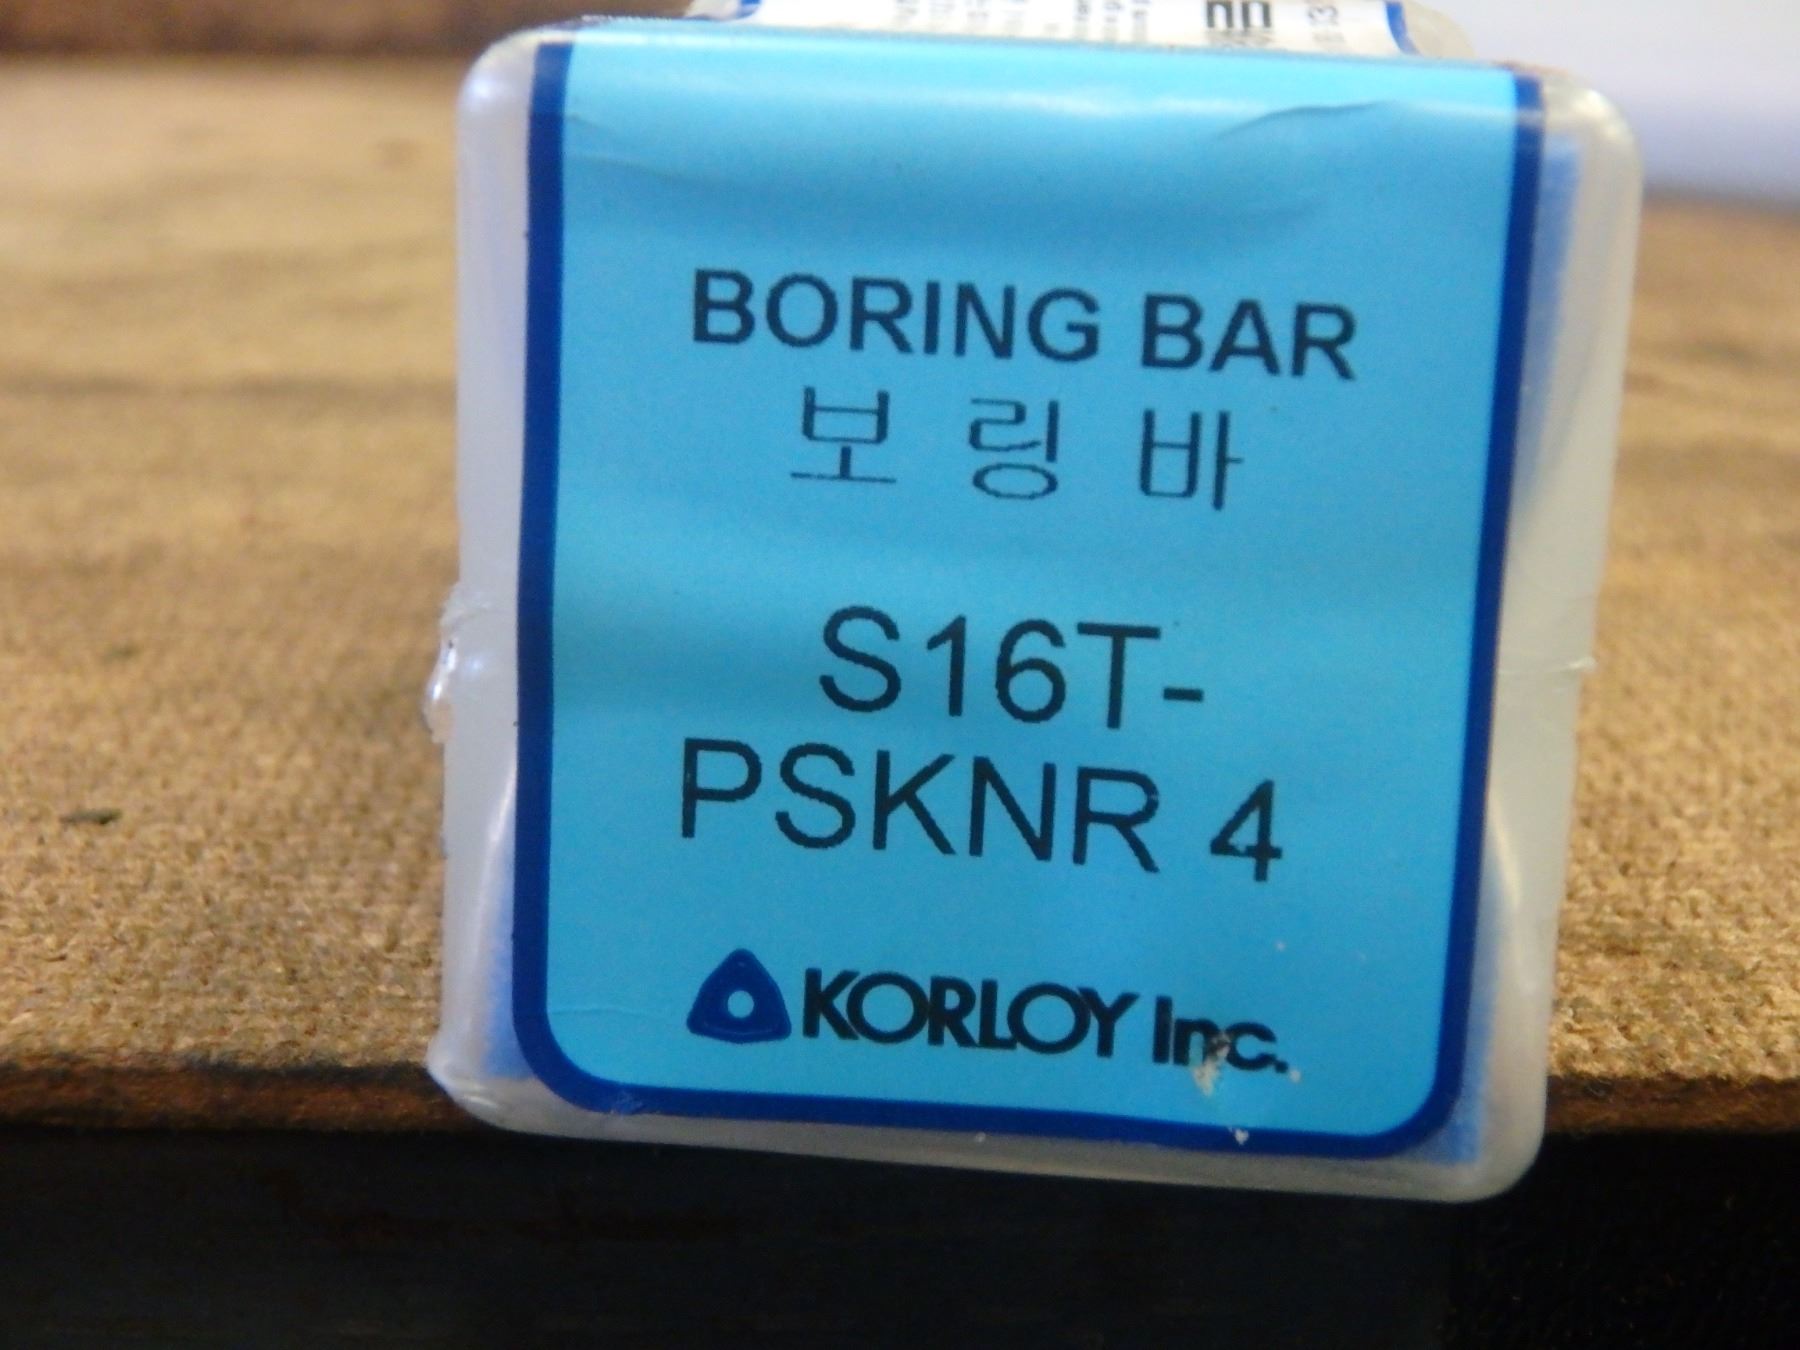 BORING BAR
보 링 바
S16T-
PSKNR 4
KORLOY Inc.